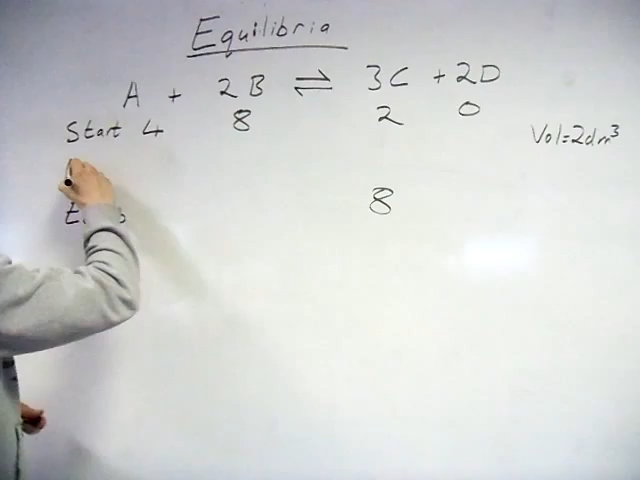 Equilibria
A + 2B ⇌ 3C + 2D
Start 4 8 2 0
Vol=2dm³
8